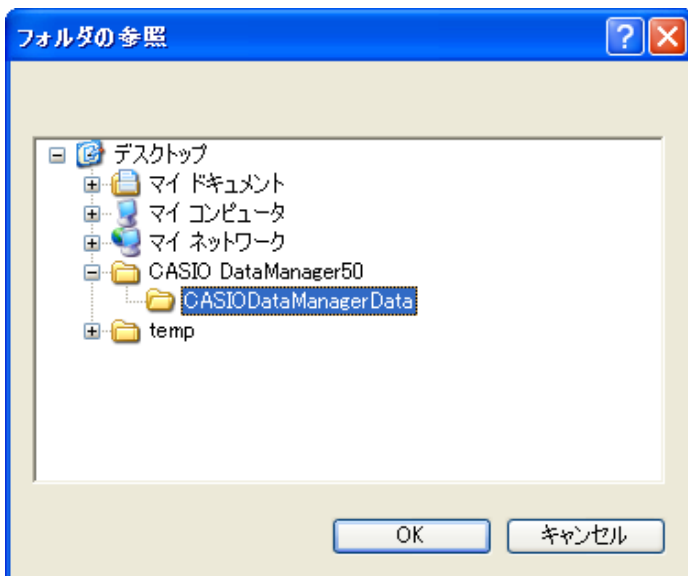 フォルダの参照
デスクトップ
マイ ドキュメント
マイ コンピュータ
マイ ネットワーク
CASIO DataManager50
CASIODataManagerData
temp
OK
キャンセル